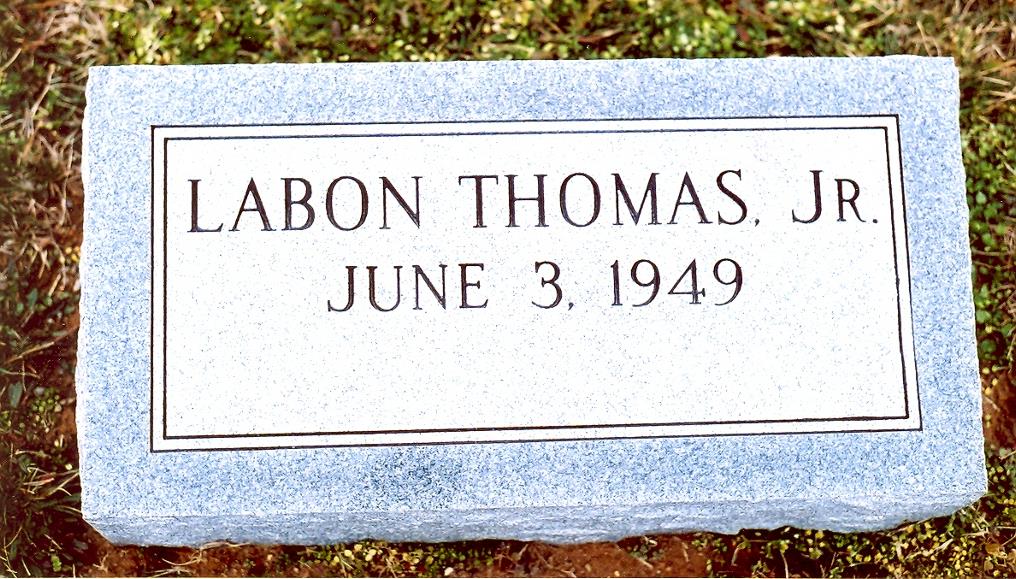 LABON THOMAS, JR.
JUNE 3, 1949